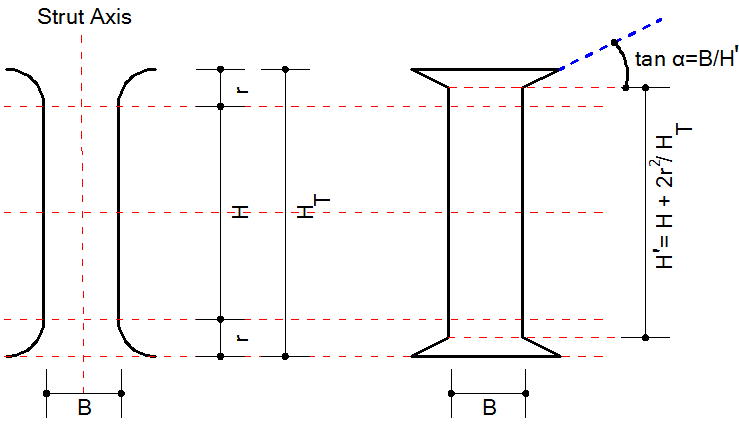 Strut Axis
tan α=B/H'
r
H
H_T
H'= H + 2r²/ H_T
r
B
B